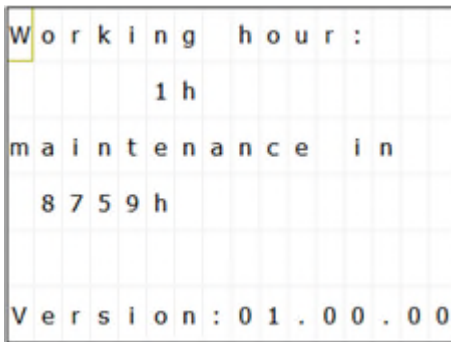 Working hour:
1h
maintenance in
8759h
Version:01.00.00